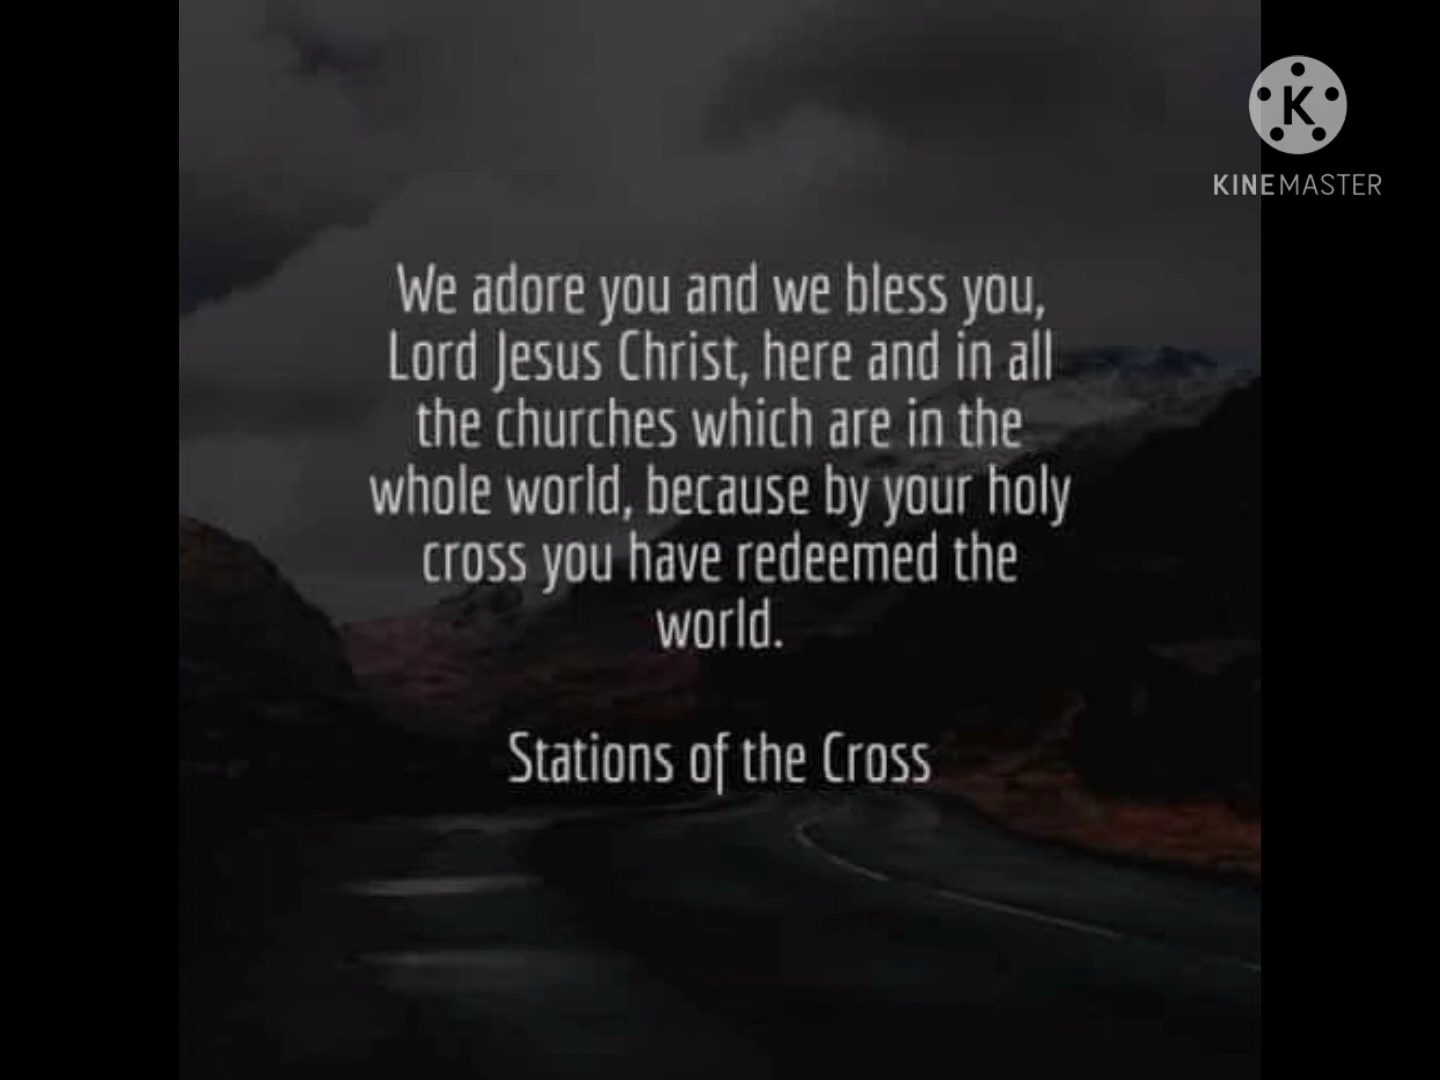 K
KINEMASTER
We adore you and we bless you,
Lord Jesus Christ, here and in all
the churches which are in the
whole world, because by your holy
cross you have redeemed the
world.
Stations of the Cross